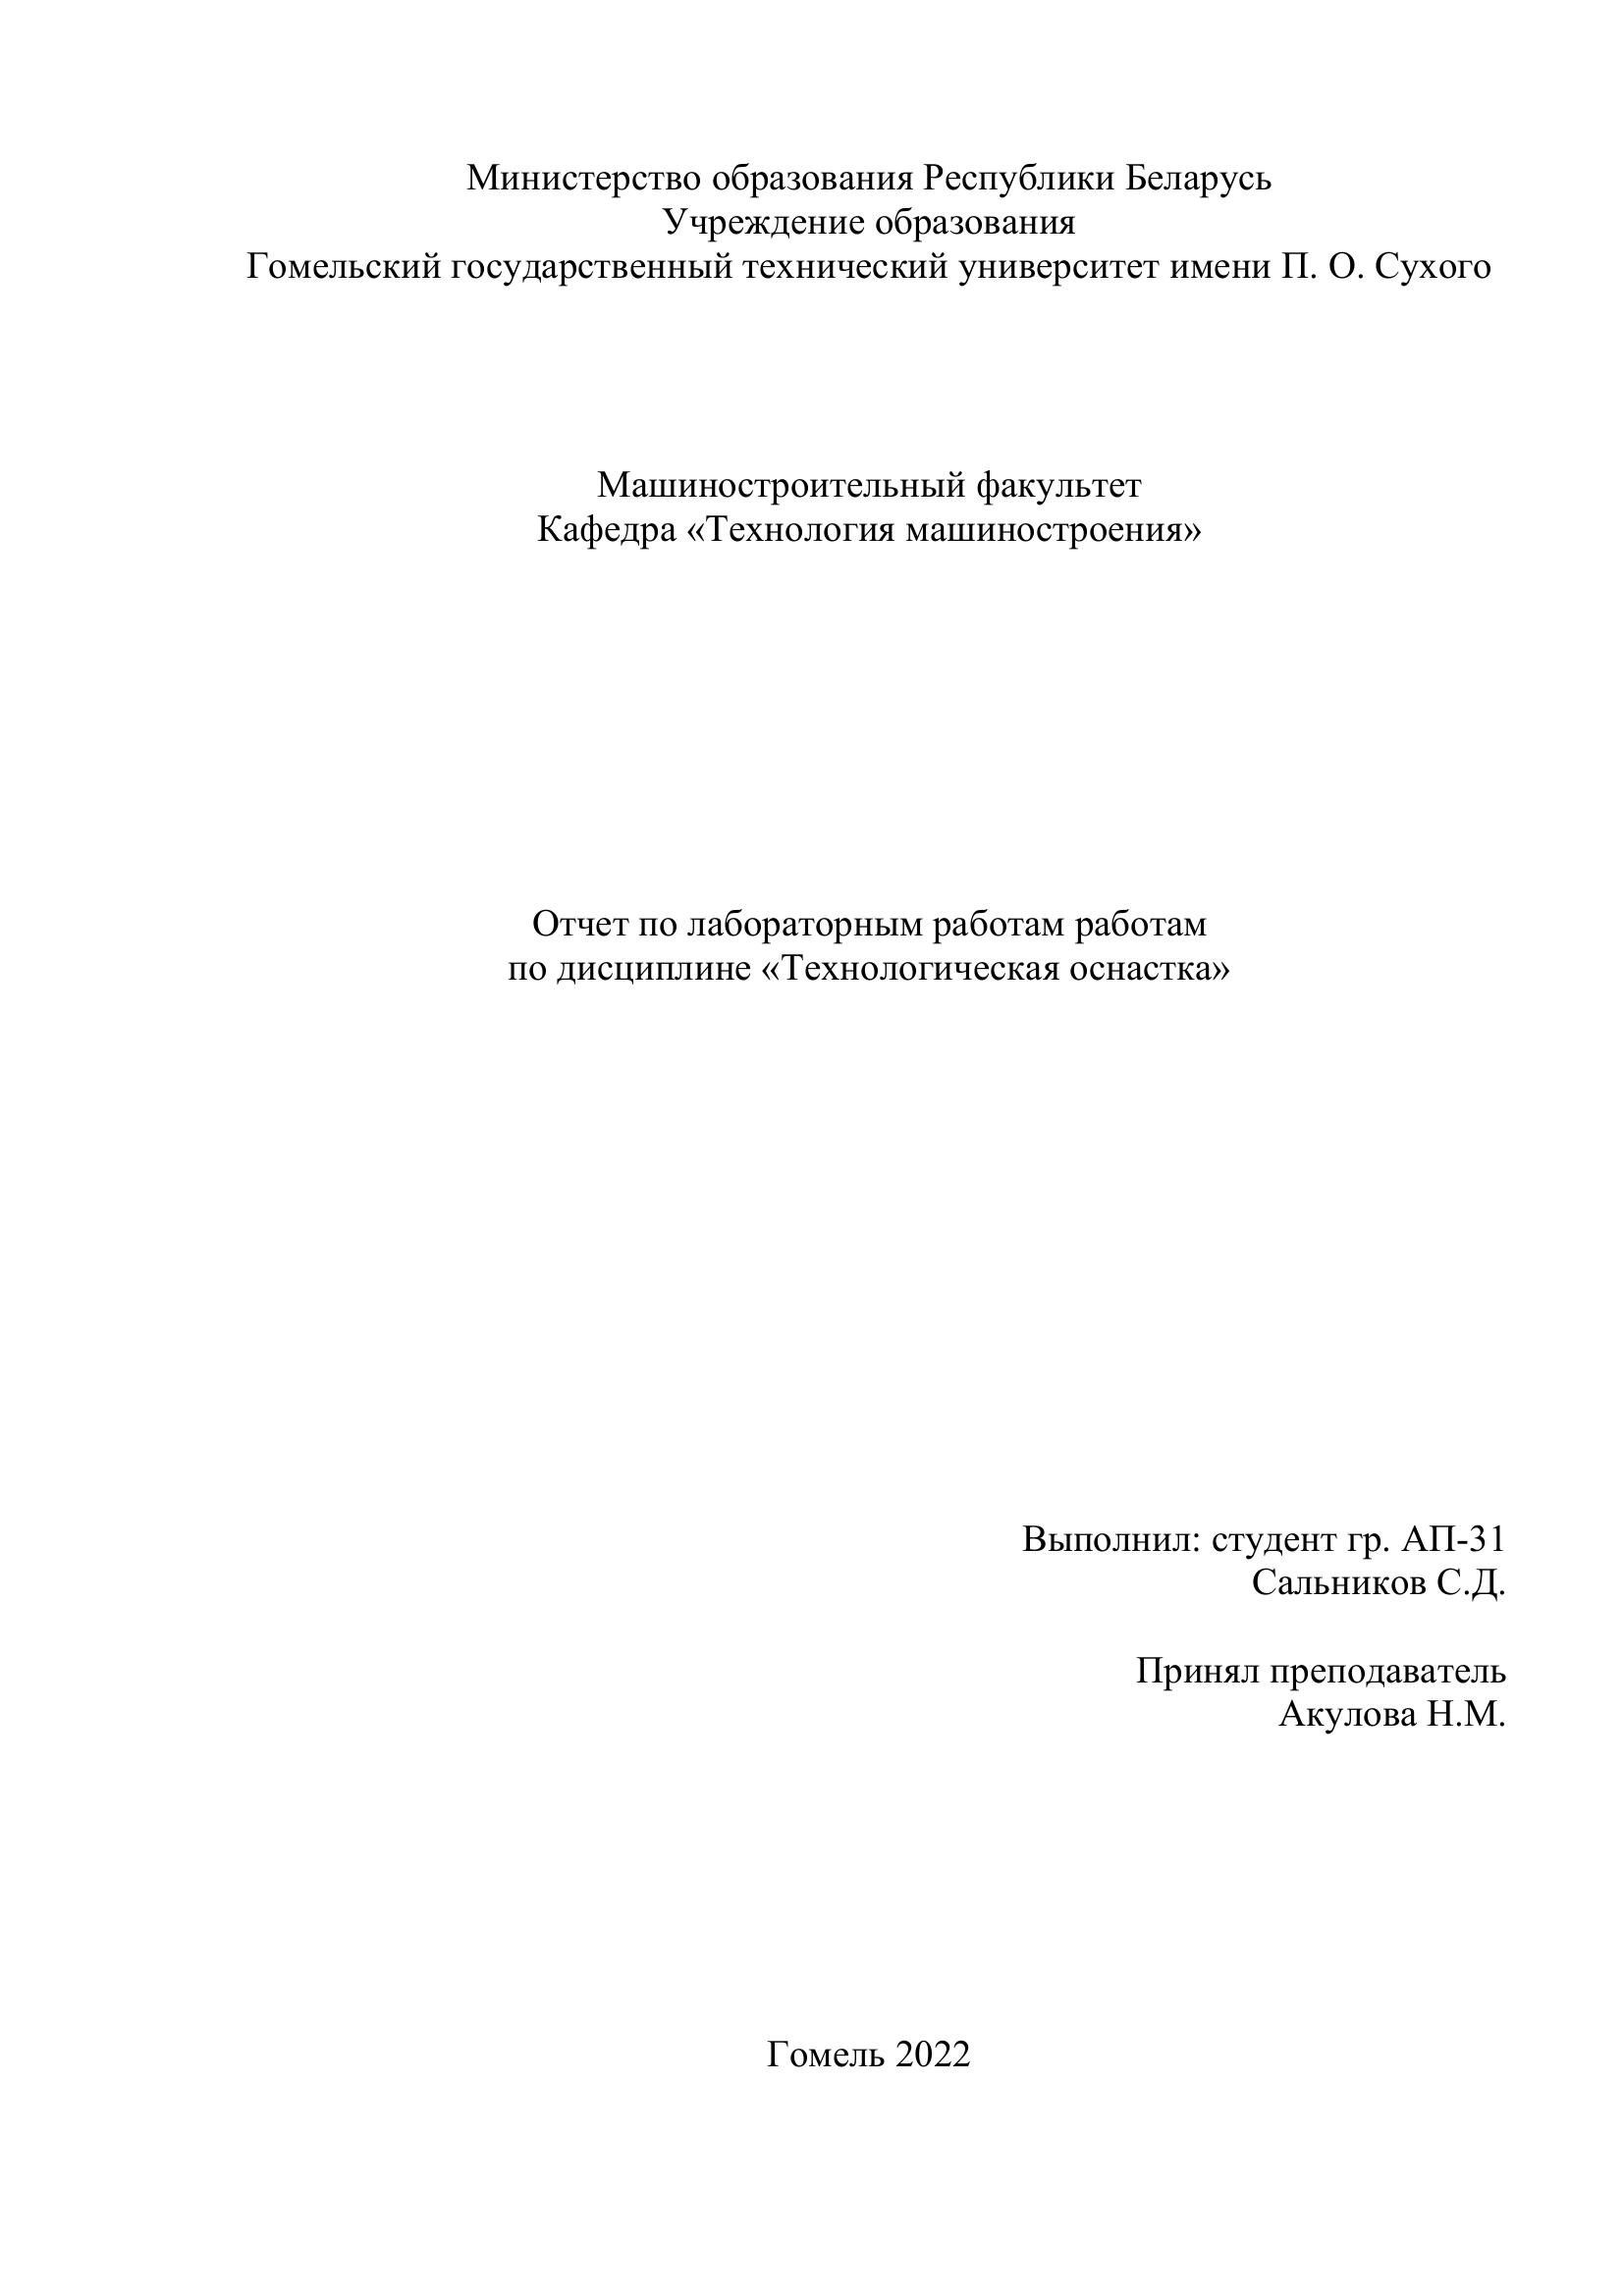 Министерство образования Республики Беларусь
Учреждение образования
Гомельский государственный технический университет имени П. О. Сухого
Машиностроительный факультет
Кафедра «Технология машиностроения»
Отчет по лабораторным работам работам
по дисциплине «Технологическая оснастка»
Выполнил: студент гр. АП-31
Сальников С.Д.
Принял преподаватель
Акулова Н.М.
Гомель 2022